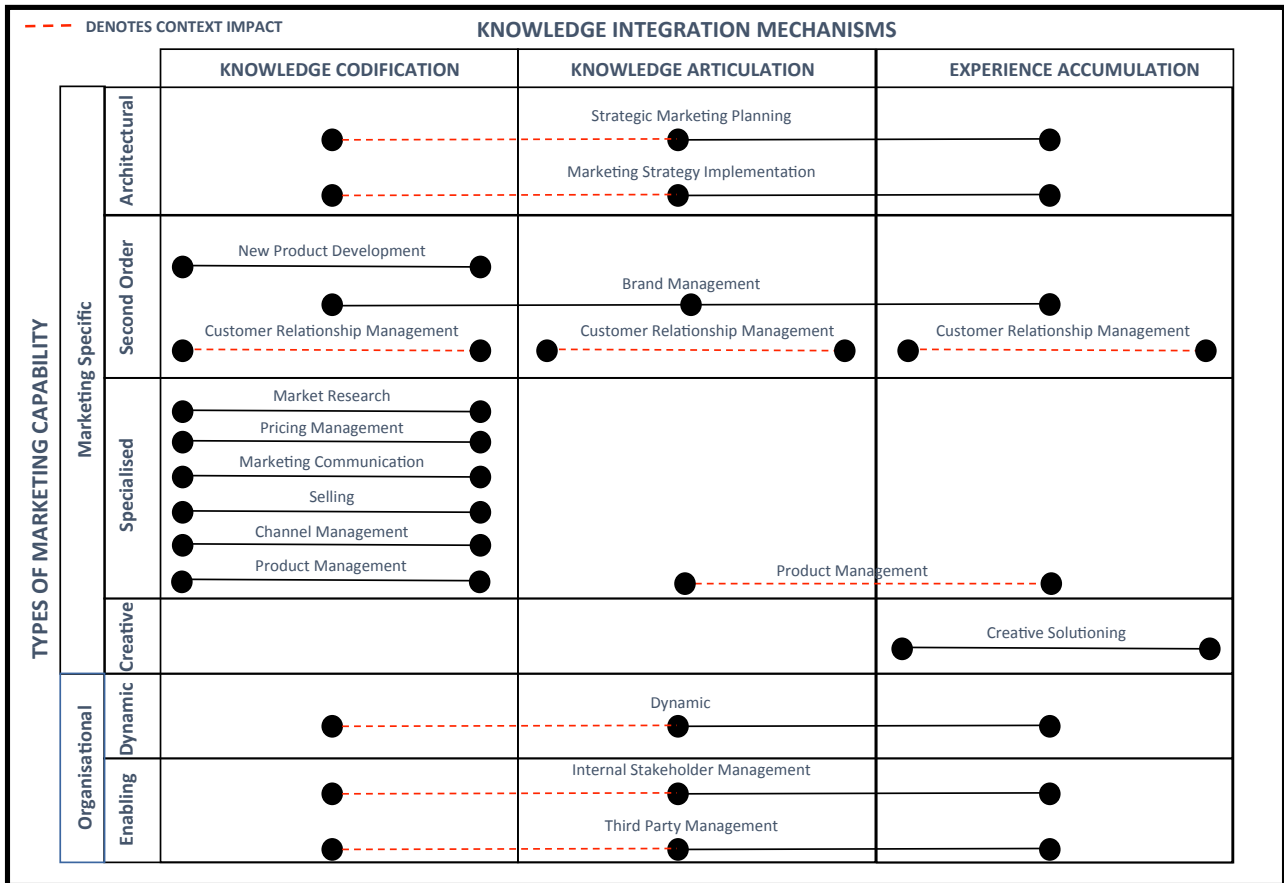 DENOTES CONTEXT IMPACT
KNOWLEDGE INTEGRATION MECHANISMS
KNOWLEDGE CODIFICATION
KNOWLEDGE ARTICULATION
EXPERIENCE ACCUMULATION
TYPES OF MARKETING CAPABILITY
Marketing Specific
Architectural
Strategic Marketing Planning
Marketing Strategy Implementation
Second Order
New Product Development
Brand Management
Customer Relationship Management
Customer Relationship Management
Customer Relationship Management
Specialised
Market Research
Pricing Management
Marketing Communication
Selling
Channel Management
Product Management
Product Management
Creative
Creative Solutioning
Organisational
Dynamic
Dynamic
Enabling
Internal Stakeholder Management
Third Party Management